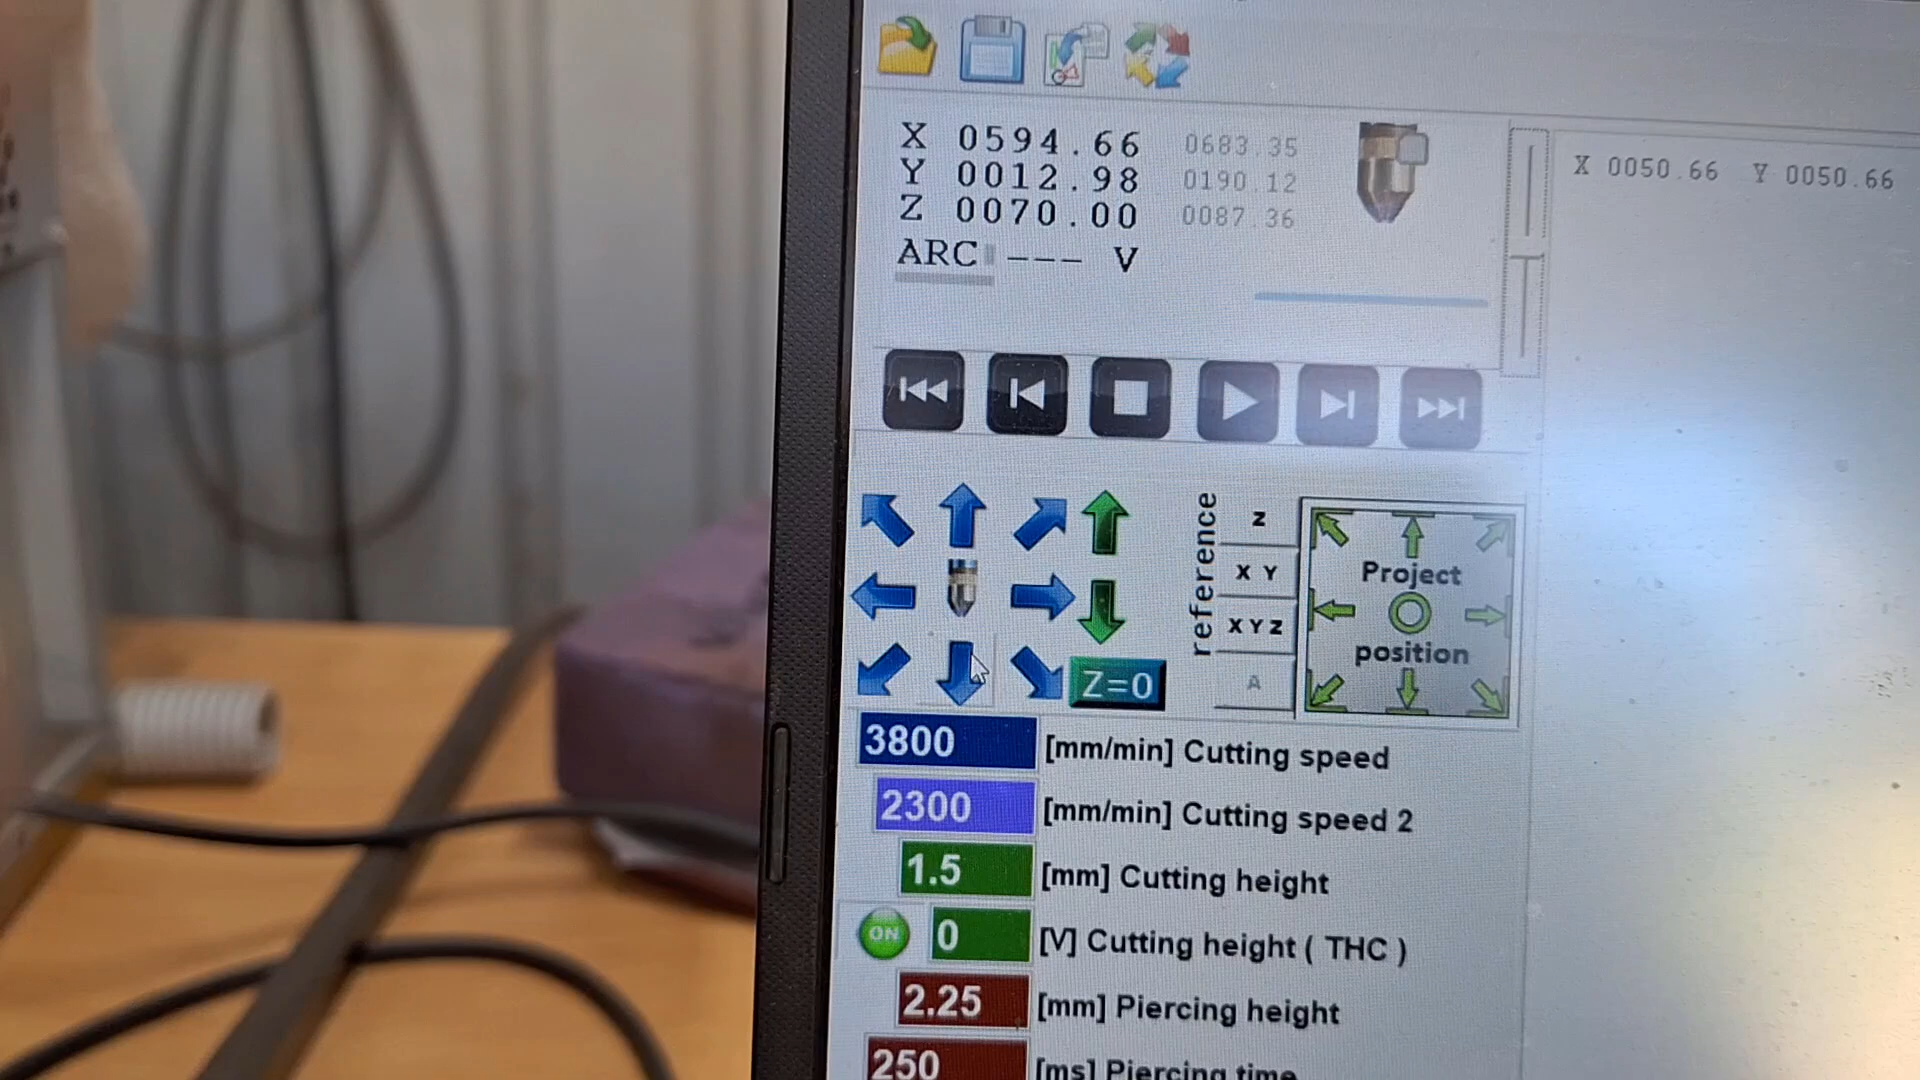 X 0594.66 0683.35
Y 0012.98 0190.12
Z 0070.00 0087.36
ARC --- V
X 0050.66 Y 0050.66
reference
Z
X Y
X Y Z
A
Project
position
Z=0
3800 [mm/min] Cutting speed
2300 [mm/min] Cutting speed 2
1.5 [mm] Cutting height
ON 0 [V] Cutting height ( THC )
2.25 [mm] Piercing height
250 [ms] Piercing time